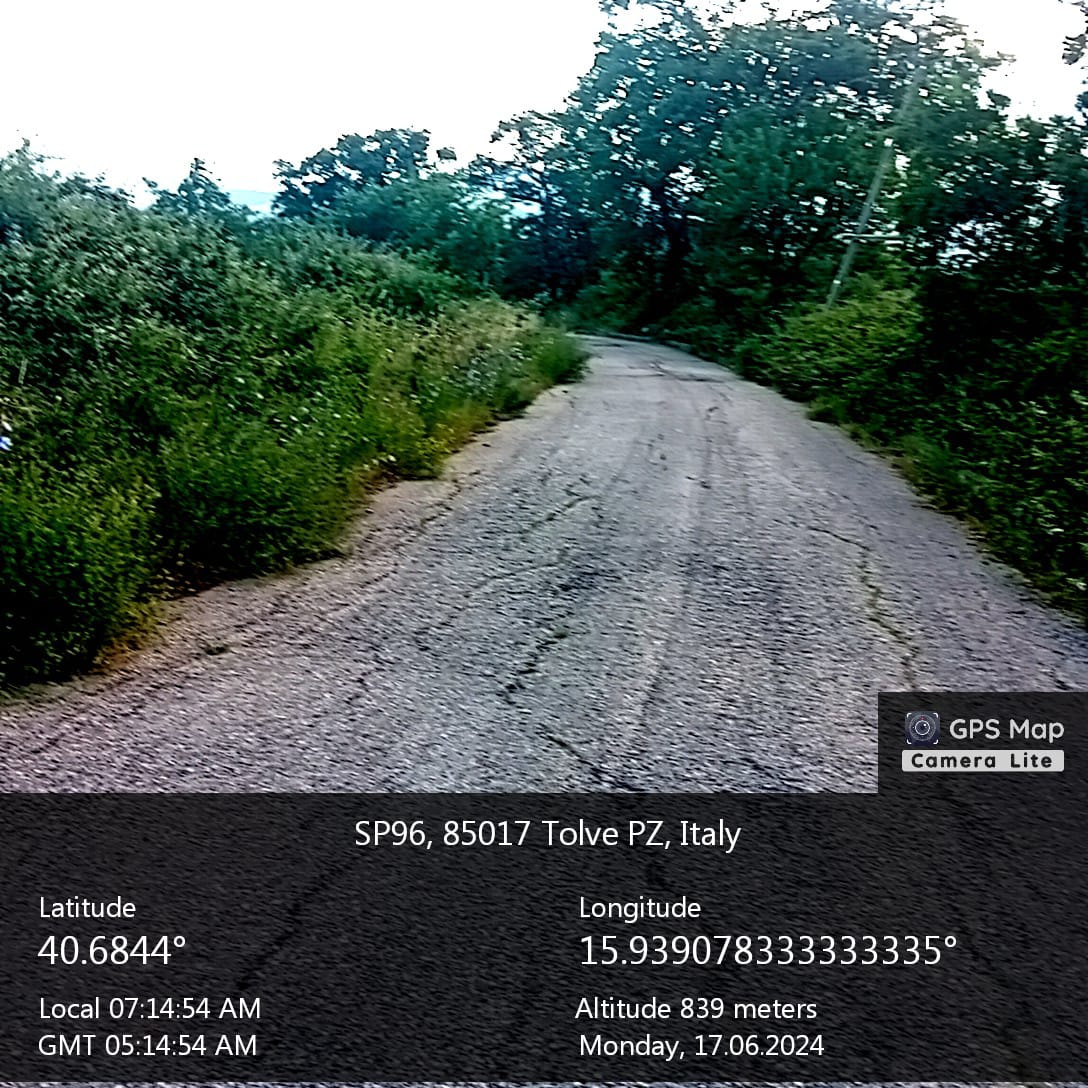 GPS Map
Camera Lite
SP96, 85017 Tolve PZ, Italy
Latitude
40.6844°
Longitude
15.939078333333335°
Local 07:14:54 AM
GMT 05:14:54 AM
Altitude 839 meters
Monday, 17.06.2024